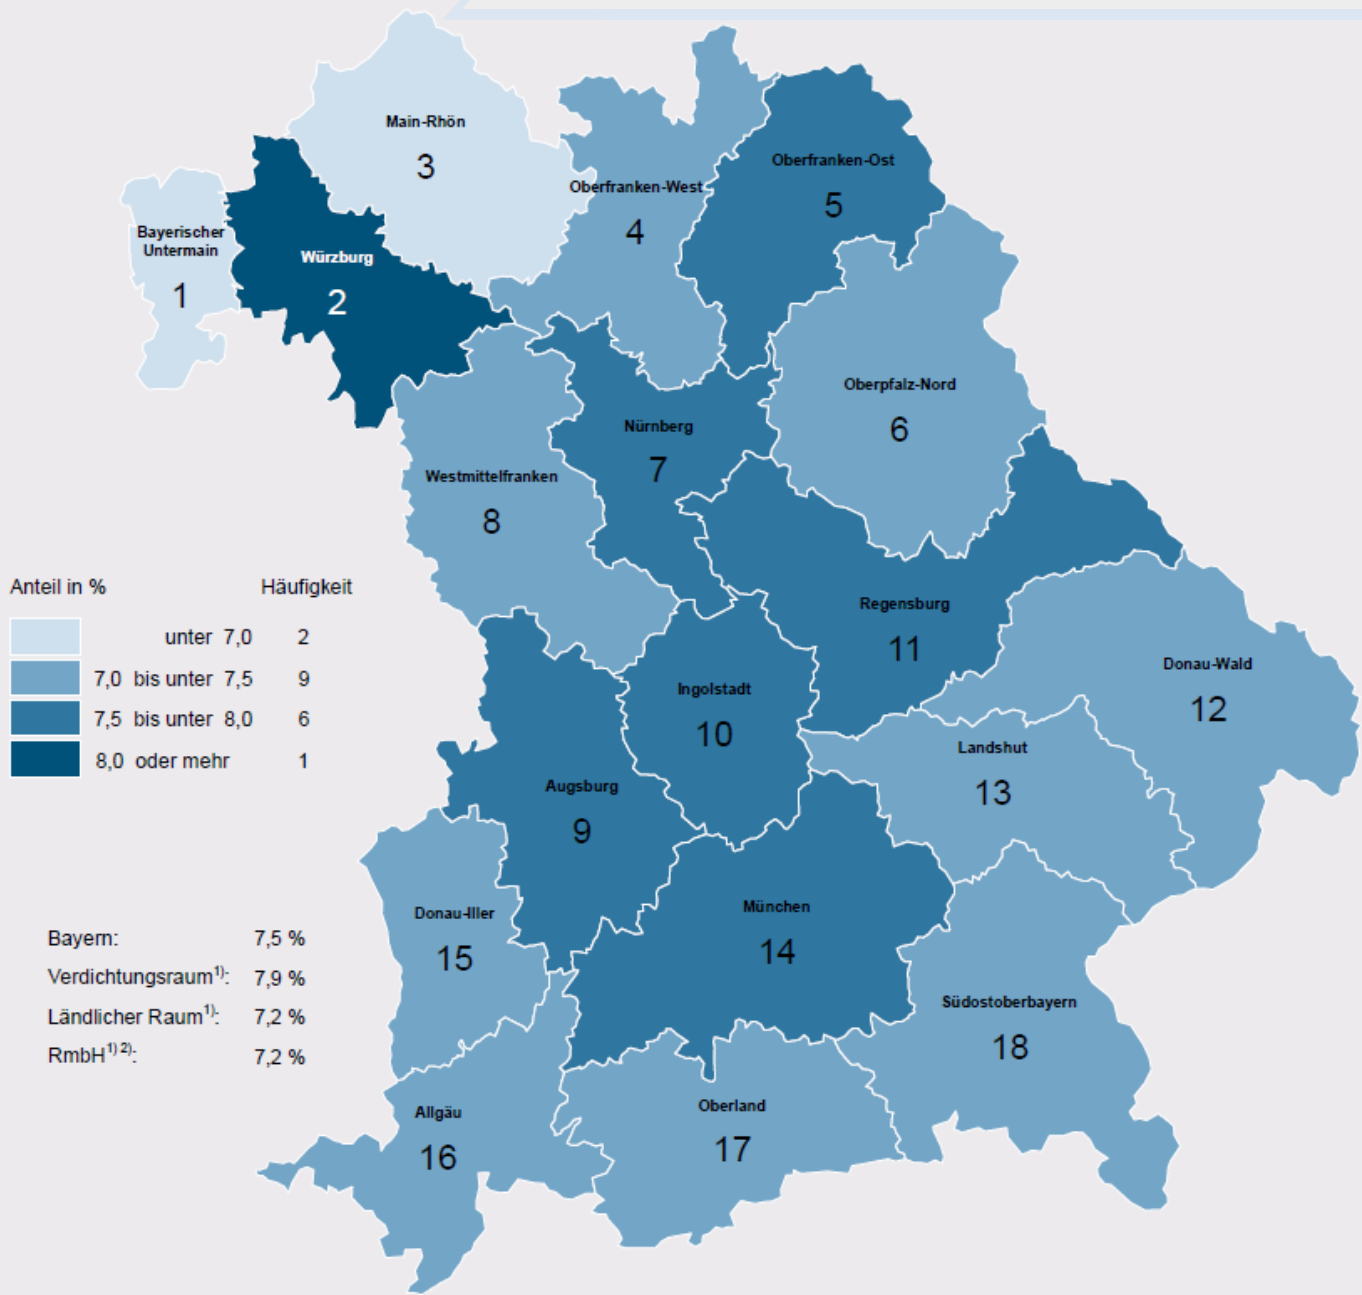 Main-Rhön
3
Oberfranken-West
4
Oberfranken-Ost
5
Bayerischer
Untermain
1
Würzburg
2
Oberpfalz-Nord
6
Nürnberg
7
Westmittelfranken
8
Anteil in % Häufigkeit
unter 7,0 2
7,0 bis unter 7,5 9
7,5 bis unter 8,0 6
8,0 oder mehr 1
Regensburg
11
Donau-Wald
12
Ingolstadt
10
Landshut
13
Augsburg
9
Donau-Iller
15
München
14
Bayern: 7,5 %
Verdichtungsraum1): 7,9 %
Ländlicher Raum1): 7,2 %
RmbH1) 2): 7,2 %
Südostoberbayern
18
Allgäu
16
Oberland
17